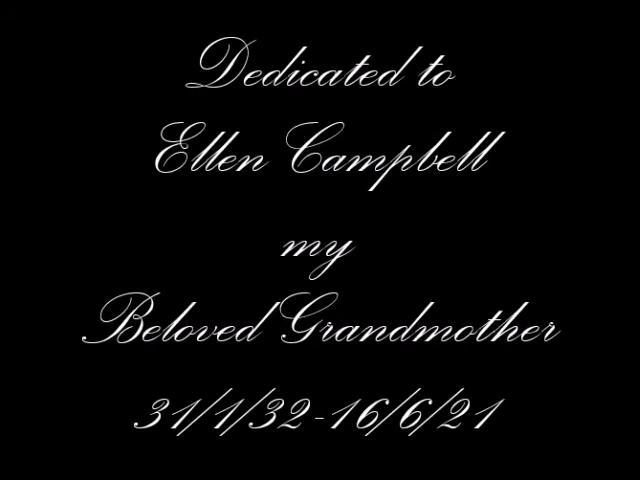 Dedicated to
Ellen Campbell
my
Beloved Grandmother
31/1/32-16/6/21